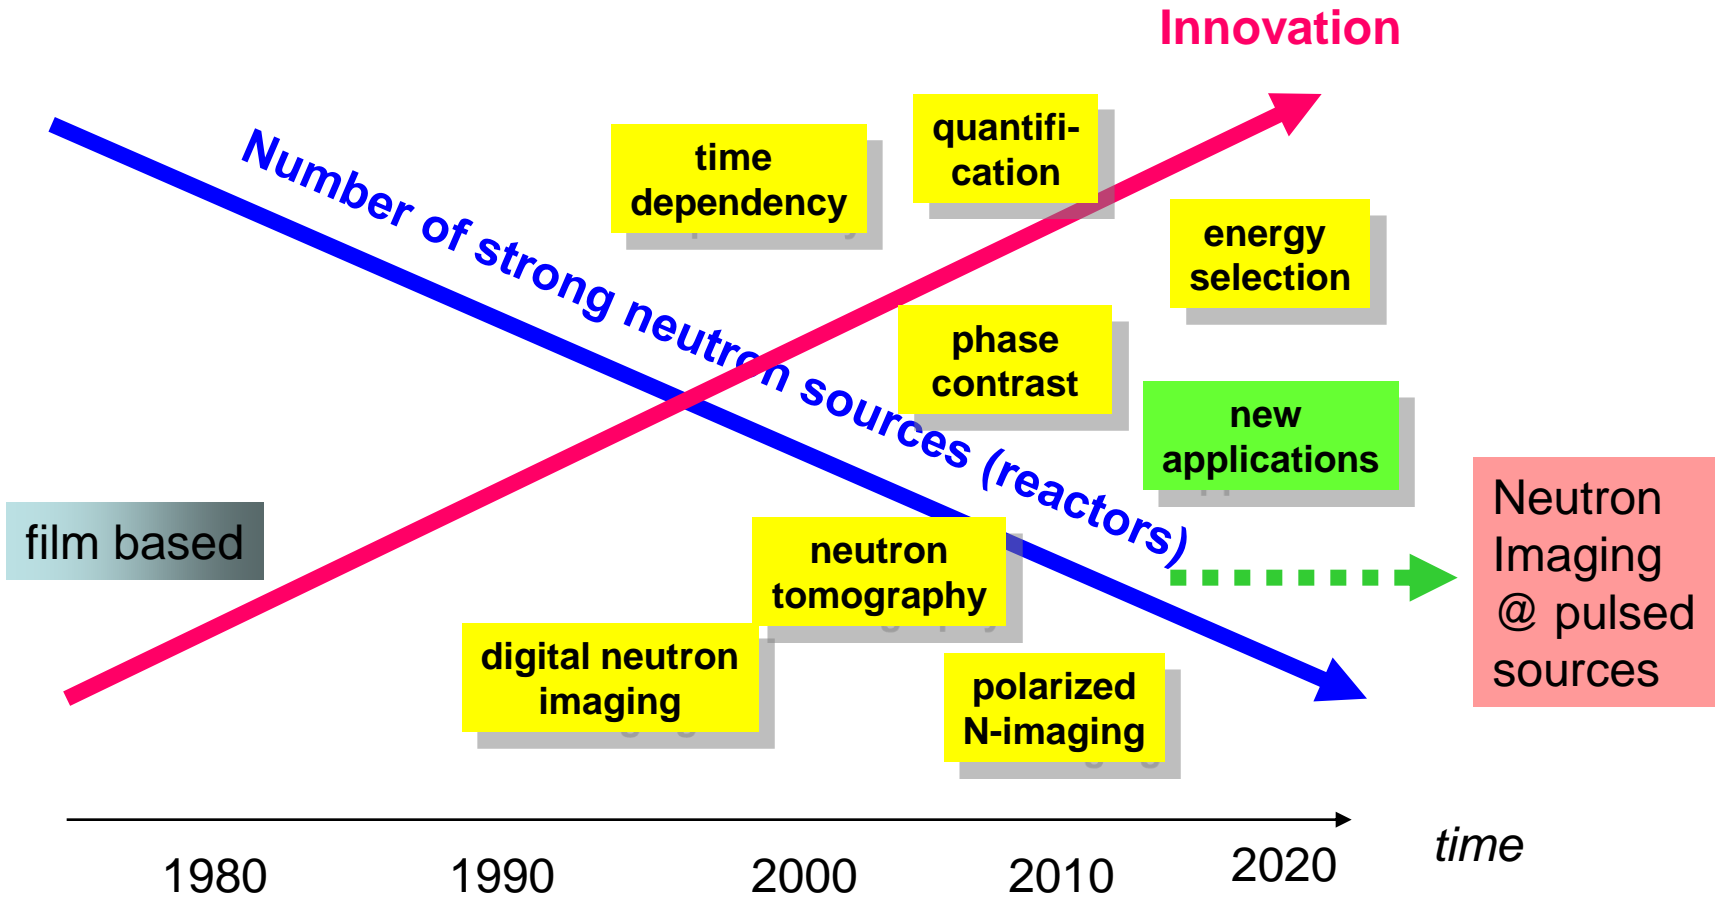 Innovation
Number of strong neutron sources (reactors)
time
dependency
quantifi-
cation
energy
selection
phase
contrast
new
applications
film based
neutron
tomography
digital neutron
imaging
polarized
N-imaging
Neutron
Imaging
@ pulsed
sources
1980
1990
2000
2010
2020
time